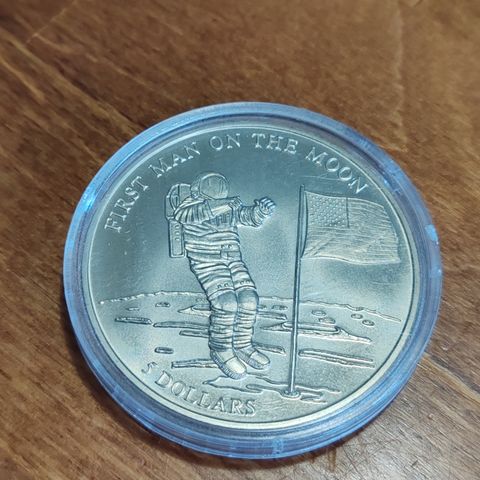 FIRST MAN ON THE MOON
5 DOLLARS